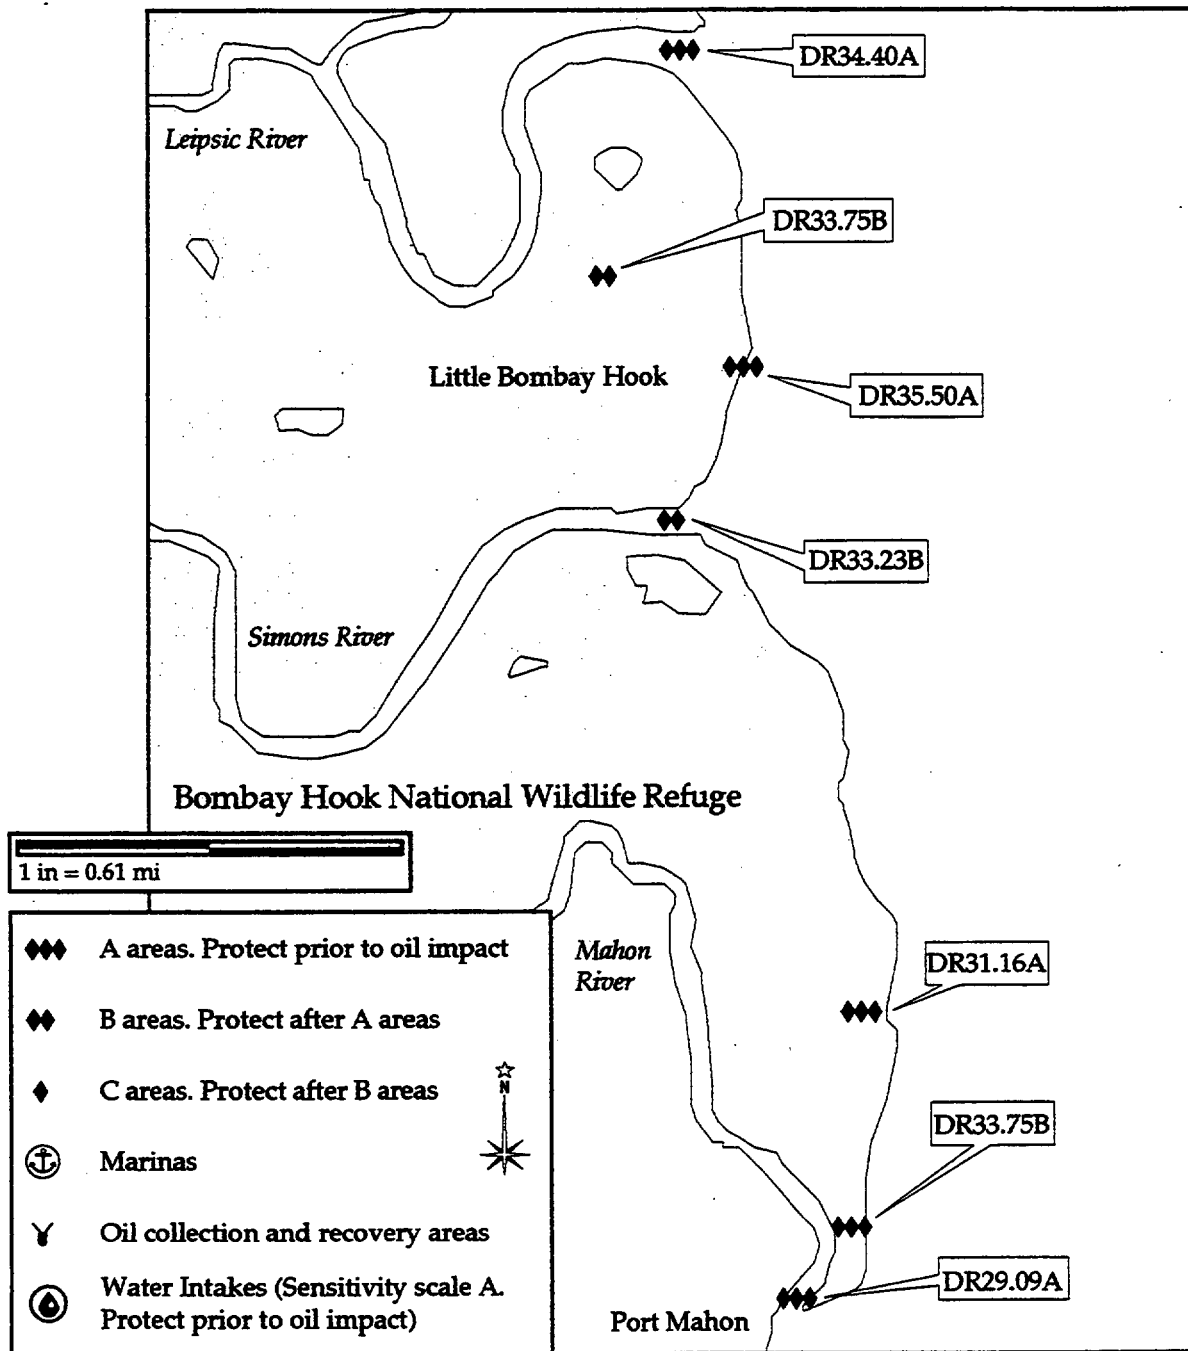 DR34.40A
Leipsic River
DR33.75B
Little Bombay Hook
DR35.50A
DR33.23B
Simons River
Bombay Hook National Wildlife Refuge
1 in = 0.61 mi
A areas. Protect prior to oil impact
Mahon
River
DR31.16A
B areas. Protect after A areas
N
C areas. Protect after B areas
DR33.75B
Marinas
Oil collection and recovery areas
DR29.09A
Water Intakes (Sensitivity scale A.
Protect prior to oil impact)
Port Mahon